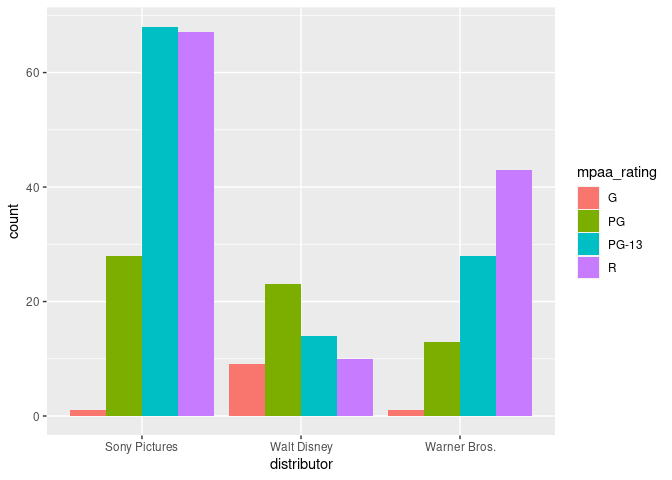 60
40
20
0
count
Sony Pictures
Walt Disney
Warner Bros.
distributor
mpaa_rating
G
PG
PG-13
R